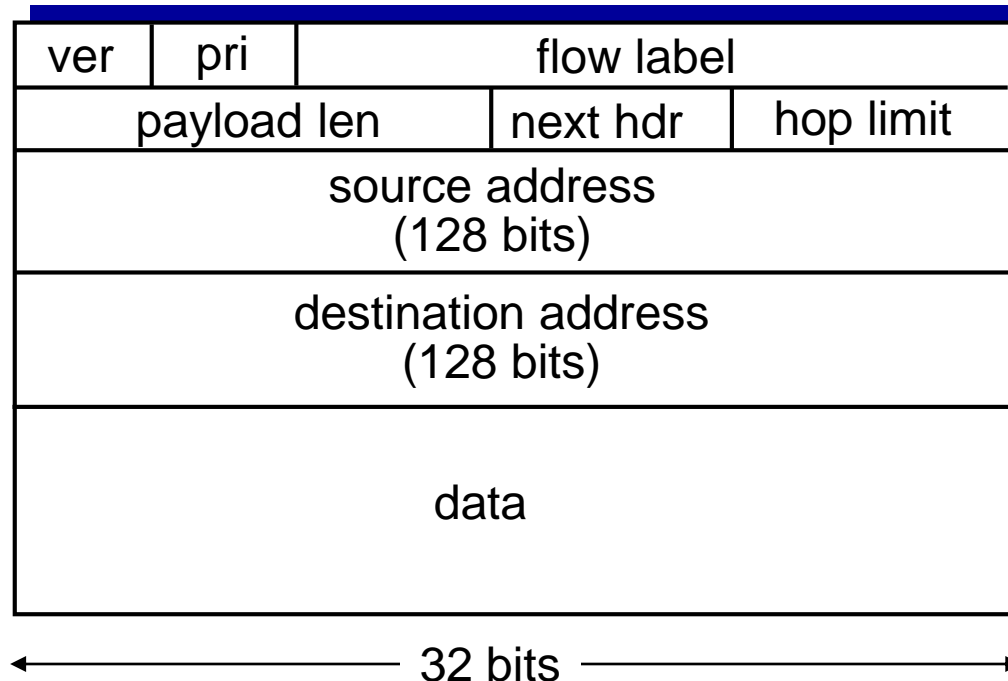 ver pri flow label
payload len next hdr hop limit
source address
(128 bits)
destination address
(128 bits)
data
32 bits